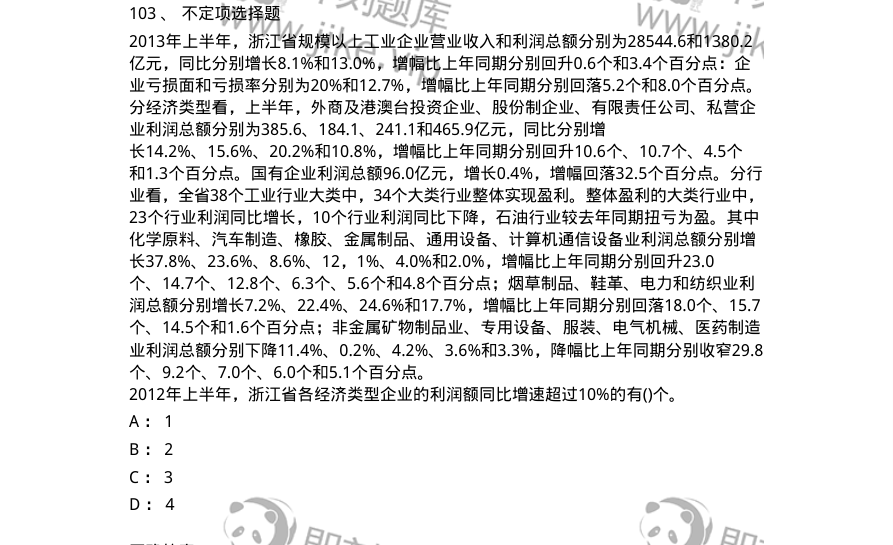 103 、 不定项选择题
2013年上半年，浙江省规模以上工业企业营业收入和利润总额分别为28544.6和1380.2
亿元，同比分别增长8.1%和13.0%，增幅比上年同期分别回升0.6个和3.4个百分点：企
业亏损面和亏损率分别为20%和12.7%，增幅比上年同期分别回落5.2个和8.0个百分点。
分经济类型看，上半年，外商及港澳台投资企业、股份制企业、有限责任公司、私营企
业利润总额分别为385.6、184.1、241.1和465.9亿元，同比分别增
长14.2%、15.6%、20.2%和10.8%，增幅比上年同期分别回升10.6个、10.7个、4.5个
和1.3个百分点。国有企业利润总额96.0亿元，增长0.4%，增幅回落32.5个百分点。分行
业看，全省38个工业行业大类中，34个大类行业整体实现盈利。整体盈利的大类行业中，
23个行业利润同比增长，10个行业利润同比下降，石油行业较去年同期扭亏为盈。其中
化学原料、汽车制造、橡胶、金属制品、通用设备、计算机通信设备业利润总额分别增
长37.8%、23.6%、8.6%、12，1%、4.0%和2.0%，增幅比上年同期分别回升23.0
个、14.7个、12.8个、6.3个、5.6个和4.8个百分点；烟草制品、鞋革、电力和纺织业利
润总额分别增长7.2%、22.4%、24.6%和17.7%，增幅比上年同期分别回落18.0个、15.7
个、14.5个和1.6个百分点；非金属矿物制品业、专用设备、服装、电气机械、医药制造
业利润总额分别下降11.4%、0.2%、4.2%、3.6%和3.3%，降幅比上年同期分别收窄29.8
个、9.2个、7.0个、6.0个和5.1个百分点。
2012年上半年，浙江省各经济类型企业的利润额同比增速超过10%的有()个。
A： 1
B： 2
C： 3
D： 4